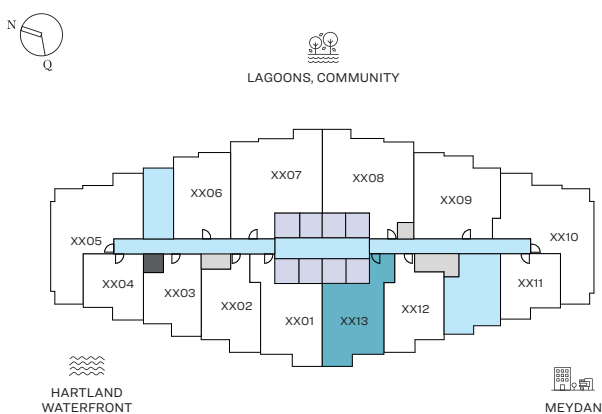 N
Q
LAGOONS, COMMUNITY
XX07
XX08
XX06
XX09
XX05
XX10
XX04
XX03
XX02
XX01
XX13
XX12
XX11
HARTLAND
WATERFRONT
MEYDAN